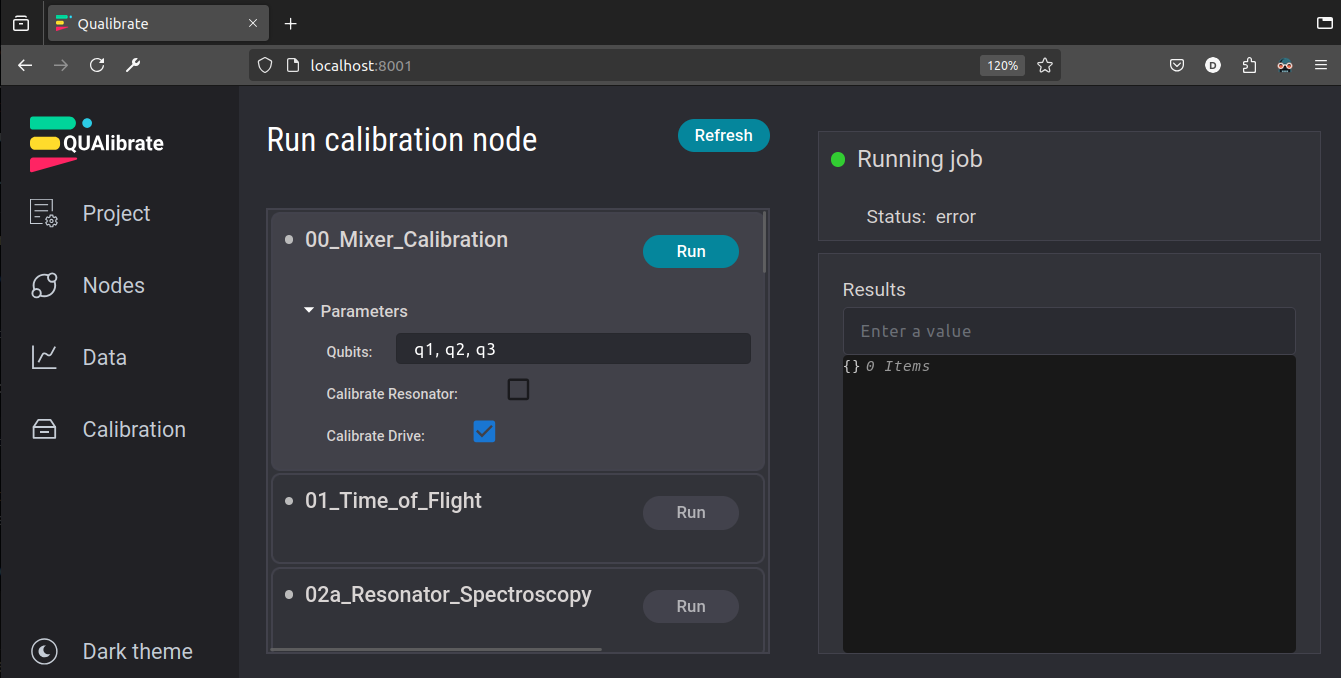 Qualibrate
localhost:8001
120%
D
QUAlibrate
Project
Nodes
Data
Calibration
Dark theme
Run calibration node
Refresh
00_Mixer_Calibration
Run
Parameters
Qubits: q1, q2, q3
Calibrate Resonator:
Calibrate Drive:
01_Time_of_Flight
Run
02a_Resonator_Spectroscopy
Run
Running job
Status: error
Results
Enter a value
{} 0 Items